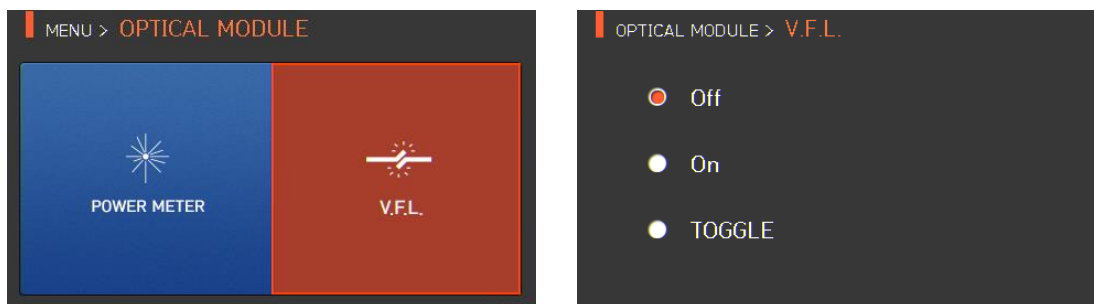 MENU > OPTICAL MODULE
POWER METER
V.F.L.
OPTICAL MODULE > V.F.L.
Off
On
TOGGLE